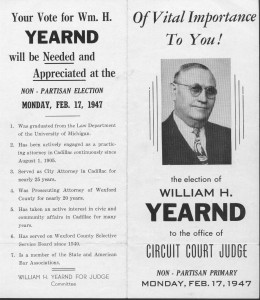 Your Vote for Wm. H.
YEARND
will be Needed and
Appreciated at the
NON - PARTISAN ELECTION
MONDAY, FEB. 17, 1947
1. Was graduated from the Law Department
of the University of Michigan.
2. Has been actively engaged as a practic-
ing attorney in Cadillac continuously since
August 1, 1905.
3. Served as City Attorney in Cadillac for
nearly 25 years.
4. Was Prosecuting Attorney of Wexford
County for nearly 20 years.
5. Has taken an active interest in civic and
community affairs in Cadillac for many
years.
6. Has served on Wexford County Selective
Service Board since 1940.
7. Is a member of the State and American
Bar Associations.
WILLIAM H. YEARND FOR JUDGE
Committee
Of Vital Importance
To You!
the election of
WILLIAM H.
YEARND
to the office of
CIRCUIT COURT JUDGE
NON - PARTISAN PRIMARY
MONDAY, FEB. 17, 1947